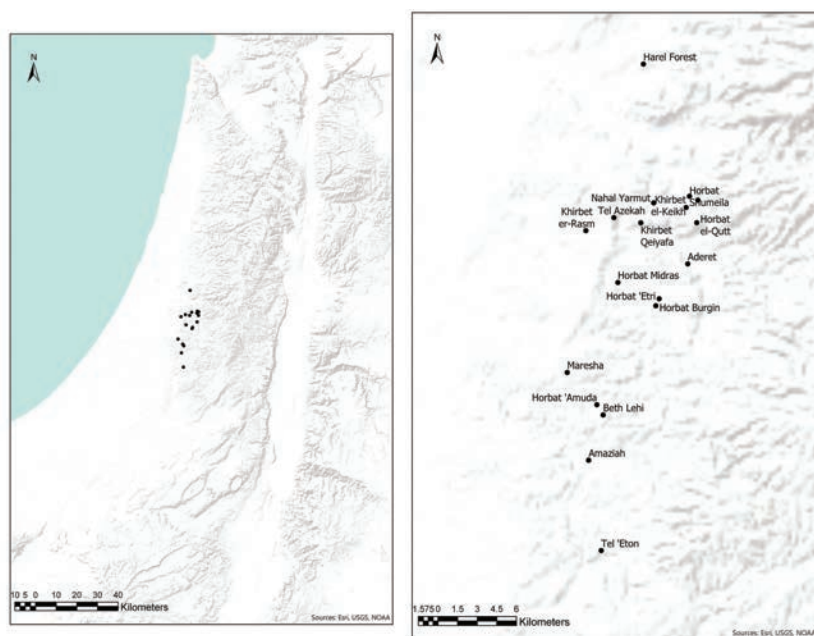 N
10 5 0 10 20 30 40
Kilometers
Sources: Esri, USGS, NOAA
N
Harel Forest
Horbat
Shumeila
Nahal Yarmut
Khirbet
el-Keikh
Tel Azekah
Khirbet
er-Rasm
Khirbet
Qeiyafa
Horbat
el-Qutt
Aderet
Horbat Midras
Horbat 'Etri
Horbat Burgin
Maresha
Horbat 'Amuda
Beth Lehi
Amaziah
Tel 'Eton
1.5750 1.5 3 4.5 6
Kilometers
Sources: Esri, USGS, NOAA